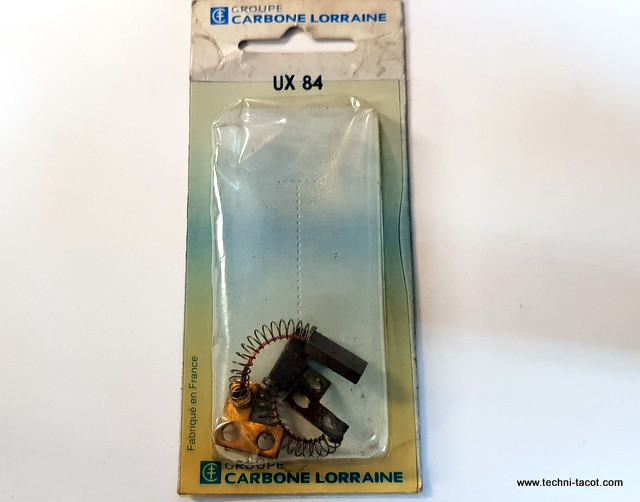 GROUPE
CARBONE LORRAINE
UX 84
Fabriqué en France
GROUPE
CARBONE LORRAINE
www.techni-tacot.com